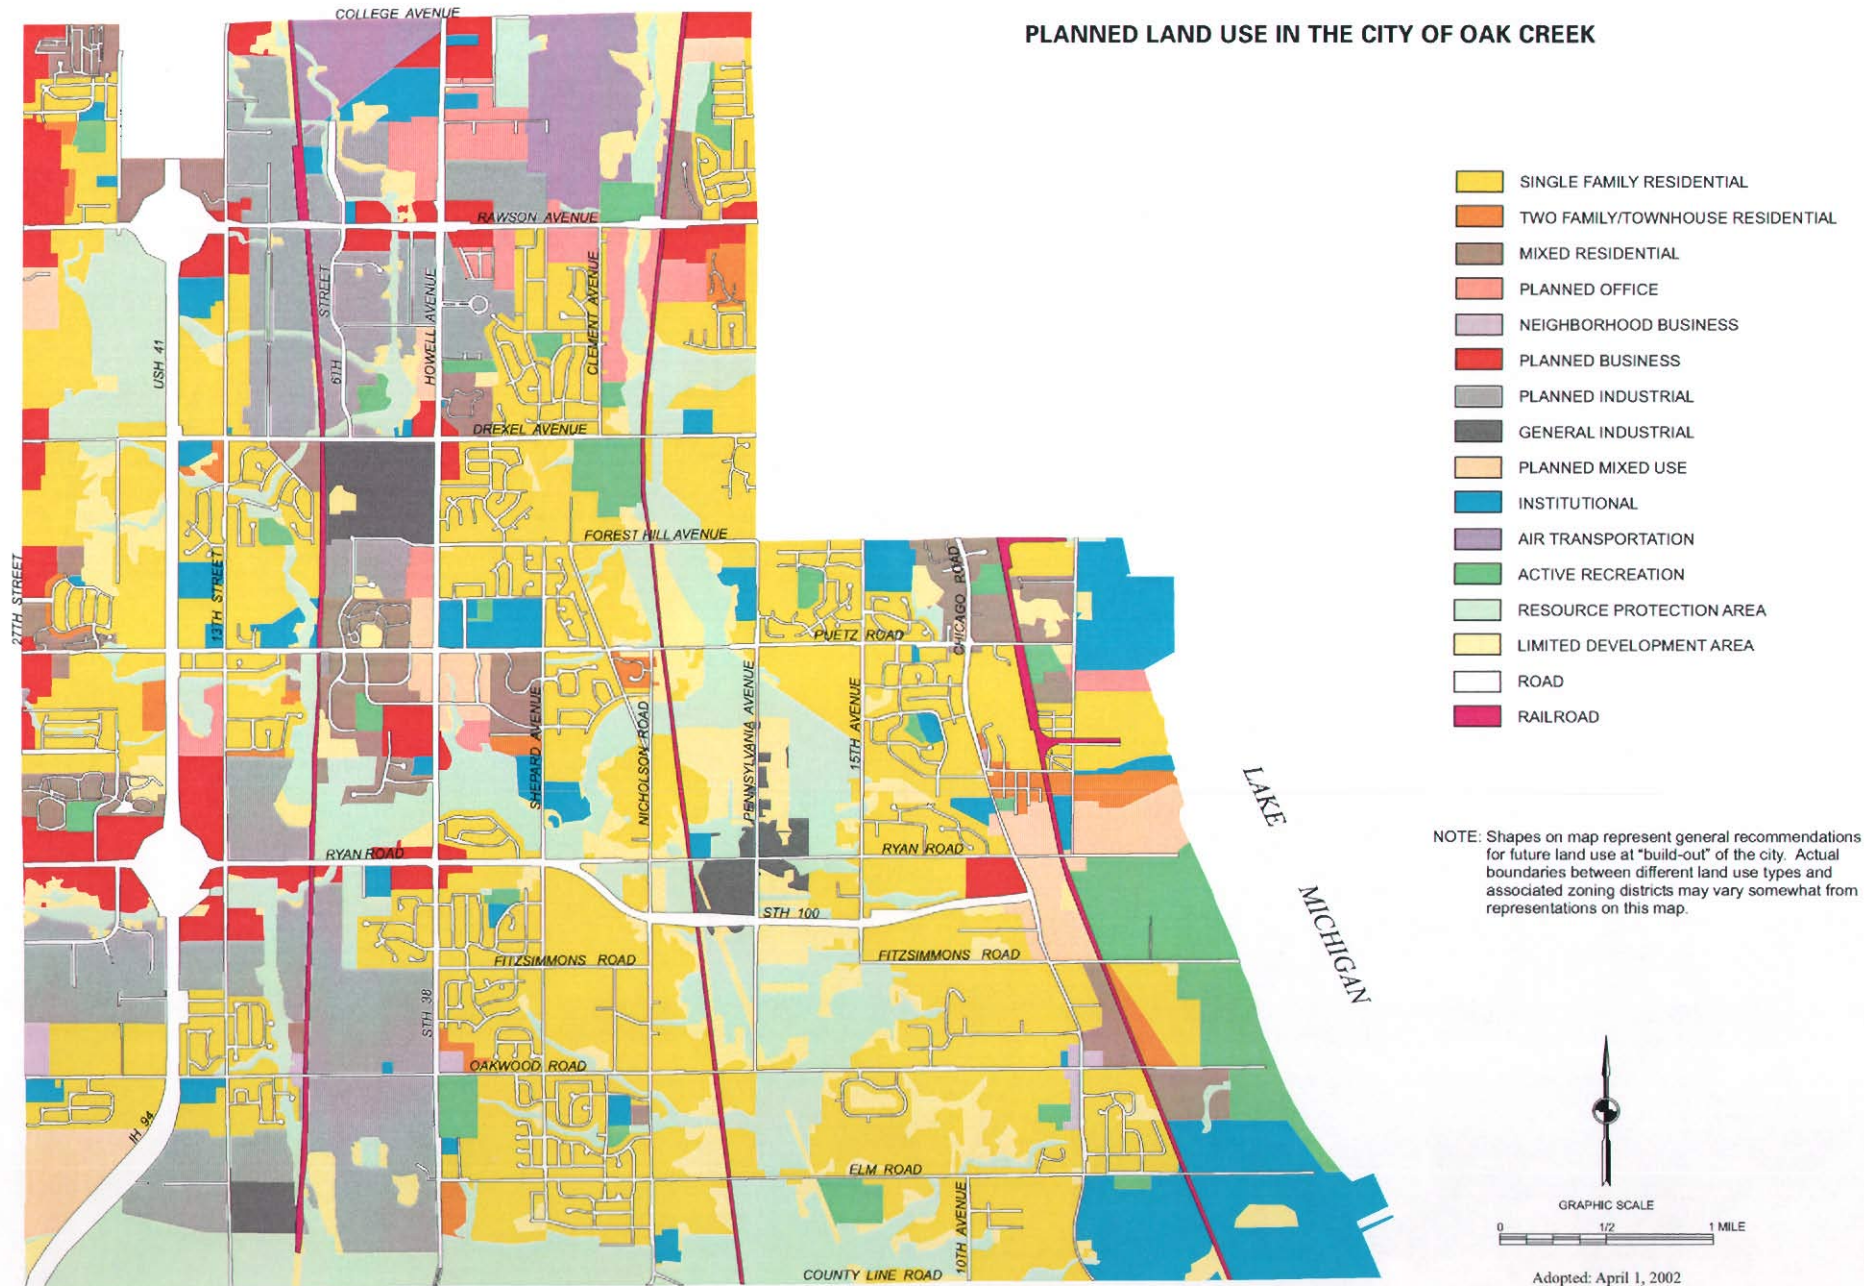 PLANNED LAND USE IN THE CITY OF OAK CREEK
COLLEGE AVENUE
RAWSON AVENUE
USH 41
STREET
6TH
HOWELL AVENUE
CLEMENT AVENUE
DREXEL AVENUE
FOREST HILL AVENUE
27TH STREET
13TH STREET
CHICAGO ROAD
PUETZ ROAD
SHEPARD AVENUE
NICHOLSON ROAD
PENNSYLVANIA AVENUE
15TH AVENUE
RYAN ROAD
RYAN ROAD
STH 100
FITZSIMMONS ROAD
FITZSIMMONS ROAD
STH 38
OAKWOOD ROAD
IH 94
ELM ROAD
10TH AVENUE
COUNTY LINE ROAD
LAKE
MICHIGAN
SINGLE FAMILY RESIDENTIAL
TWO FAMILY/TOWNHOUSE RESIDENTIAL
MIXED RESIDENTIAL
PLANNED OFFICE
NEIGHBORHOOD BUSINESS
PLANNED BUSINESS
PLANNED INDUSTRIAL
GENERAL INDUSTRIAL
PLANNED MIXED USE
INSTITUTIONAL
AIR TRANSPORTATION
ACTIVE RECREATION
RESOURCE PROTECTION AREA
LIMITED DEVELOPMENT AREA
ROAD
RAILROAD
NOTE: Shapes on map represent general recommendations
for future land use at "build-out" of the city. Actual
boundaries between different land use types and
associated zoning districts may vary somewhat from
representations on this map.
GRAPHIC SCALE
0 1/2 1 MILE
Adopted: April 1, 2002